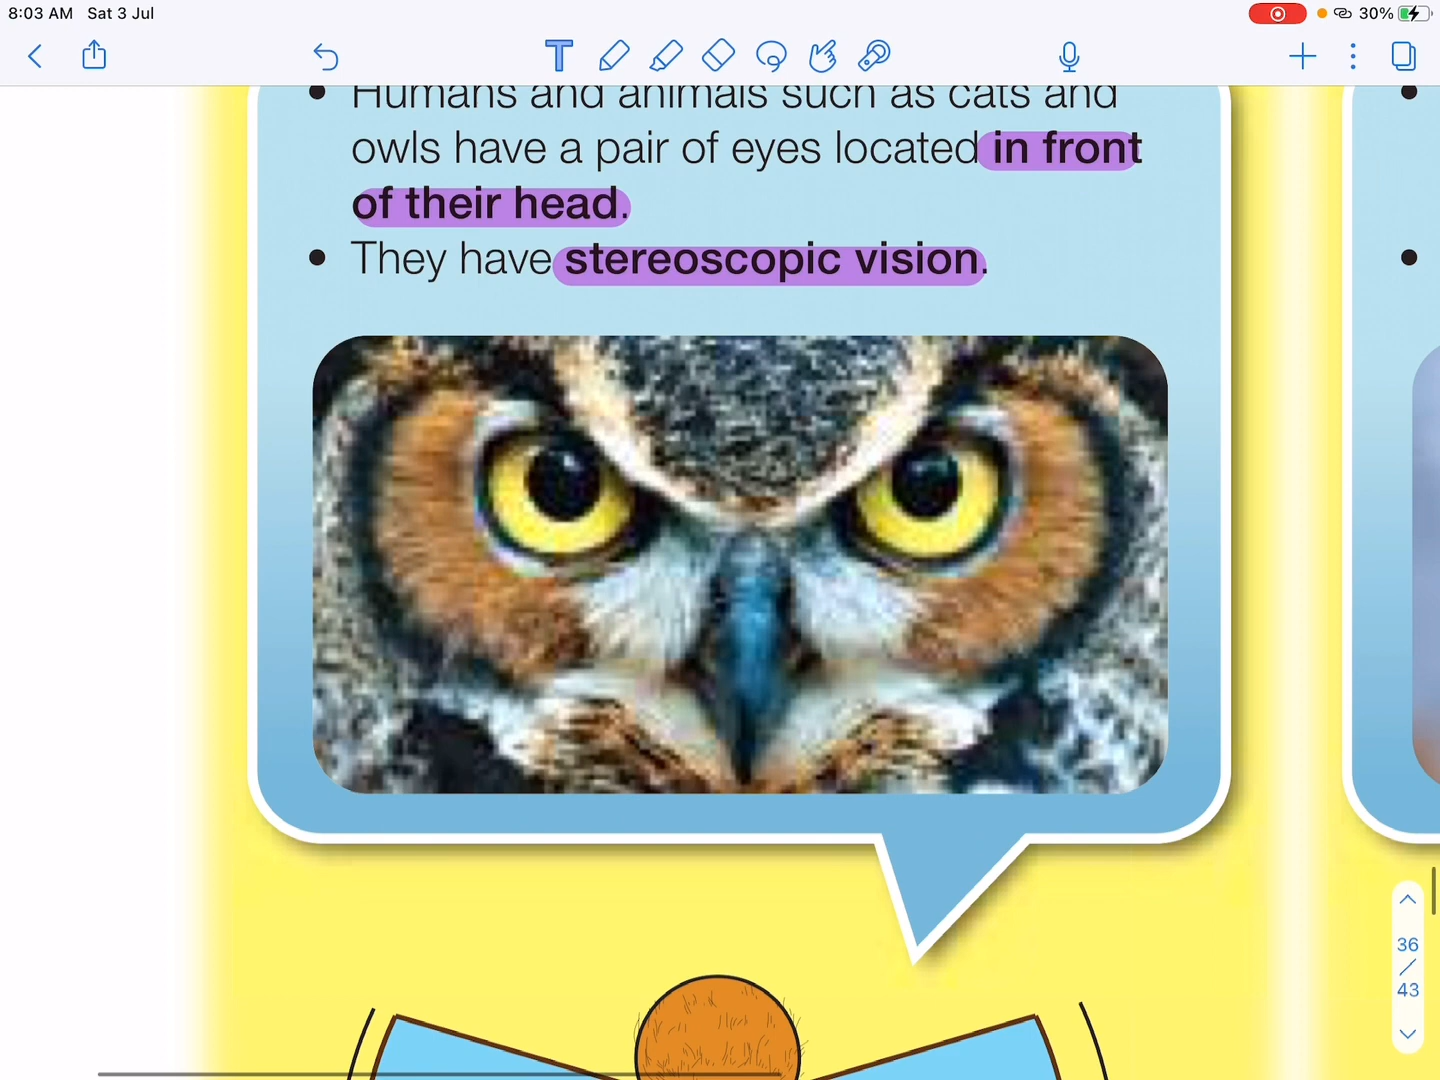 8:03 AM Sat 3 Jul
30%
T
• Humans and animals such as cats and
owls have a pair of eyes located in front
of their head.
• They have stereoscopic vision.
•
•
36
/
43